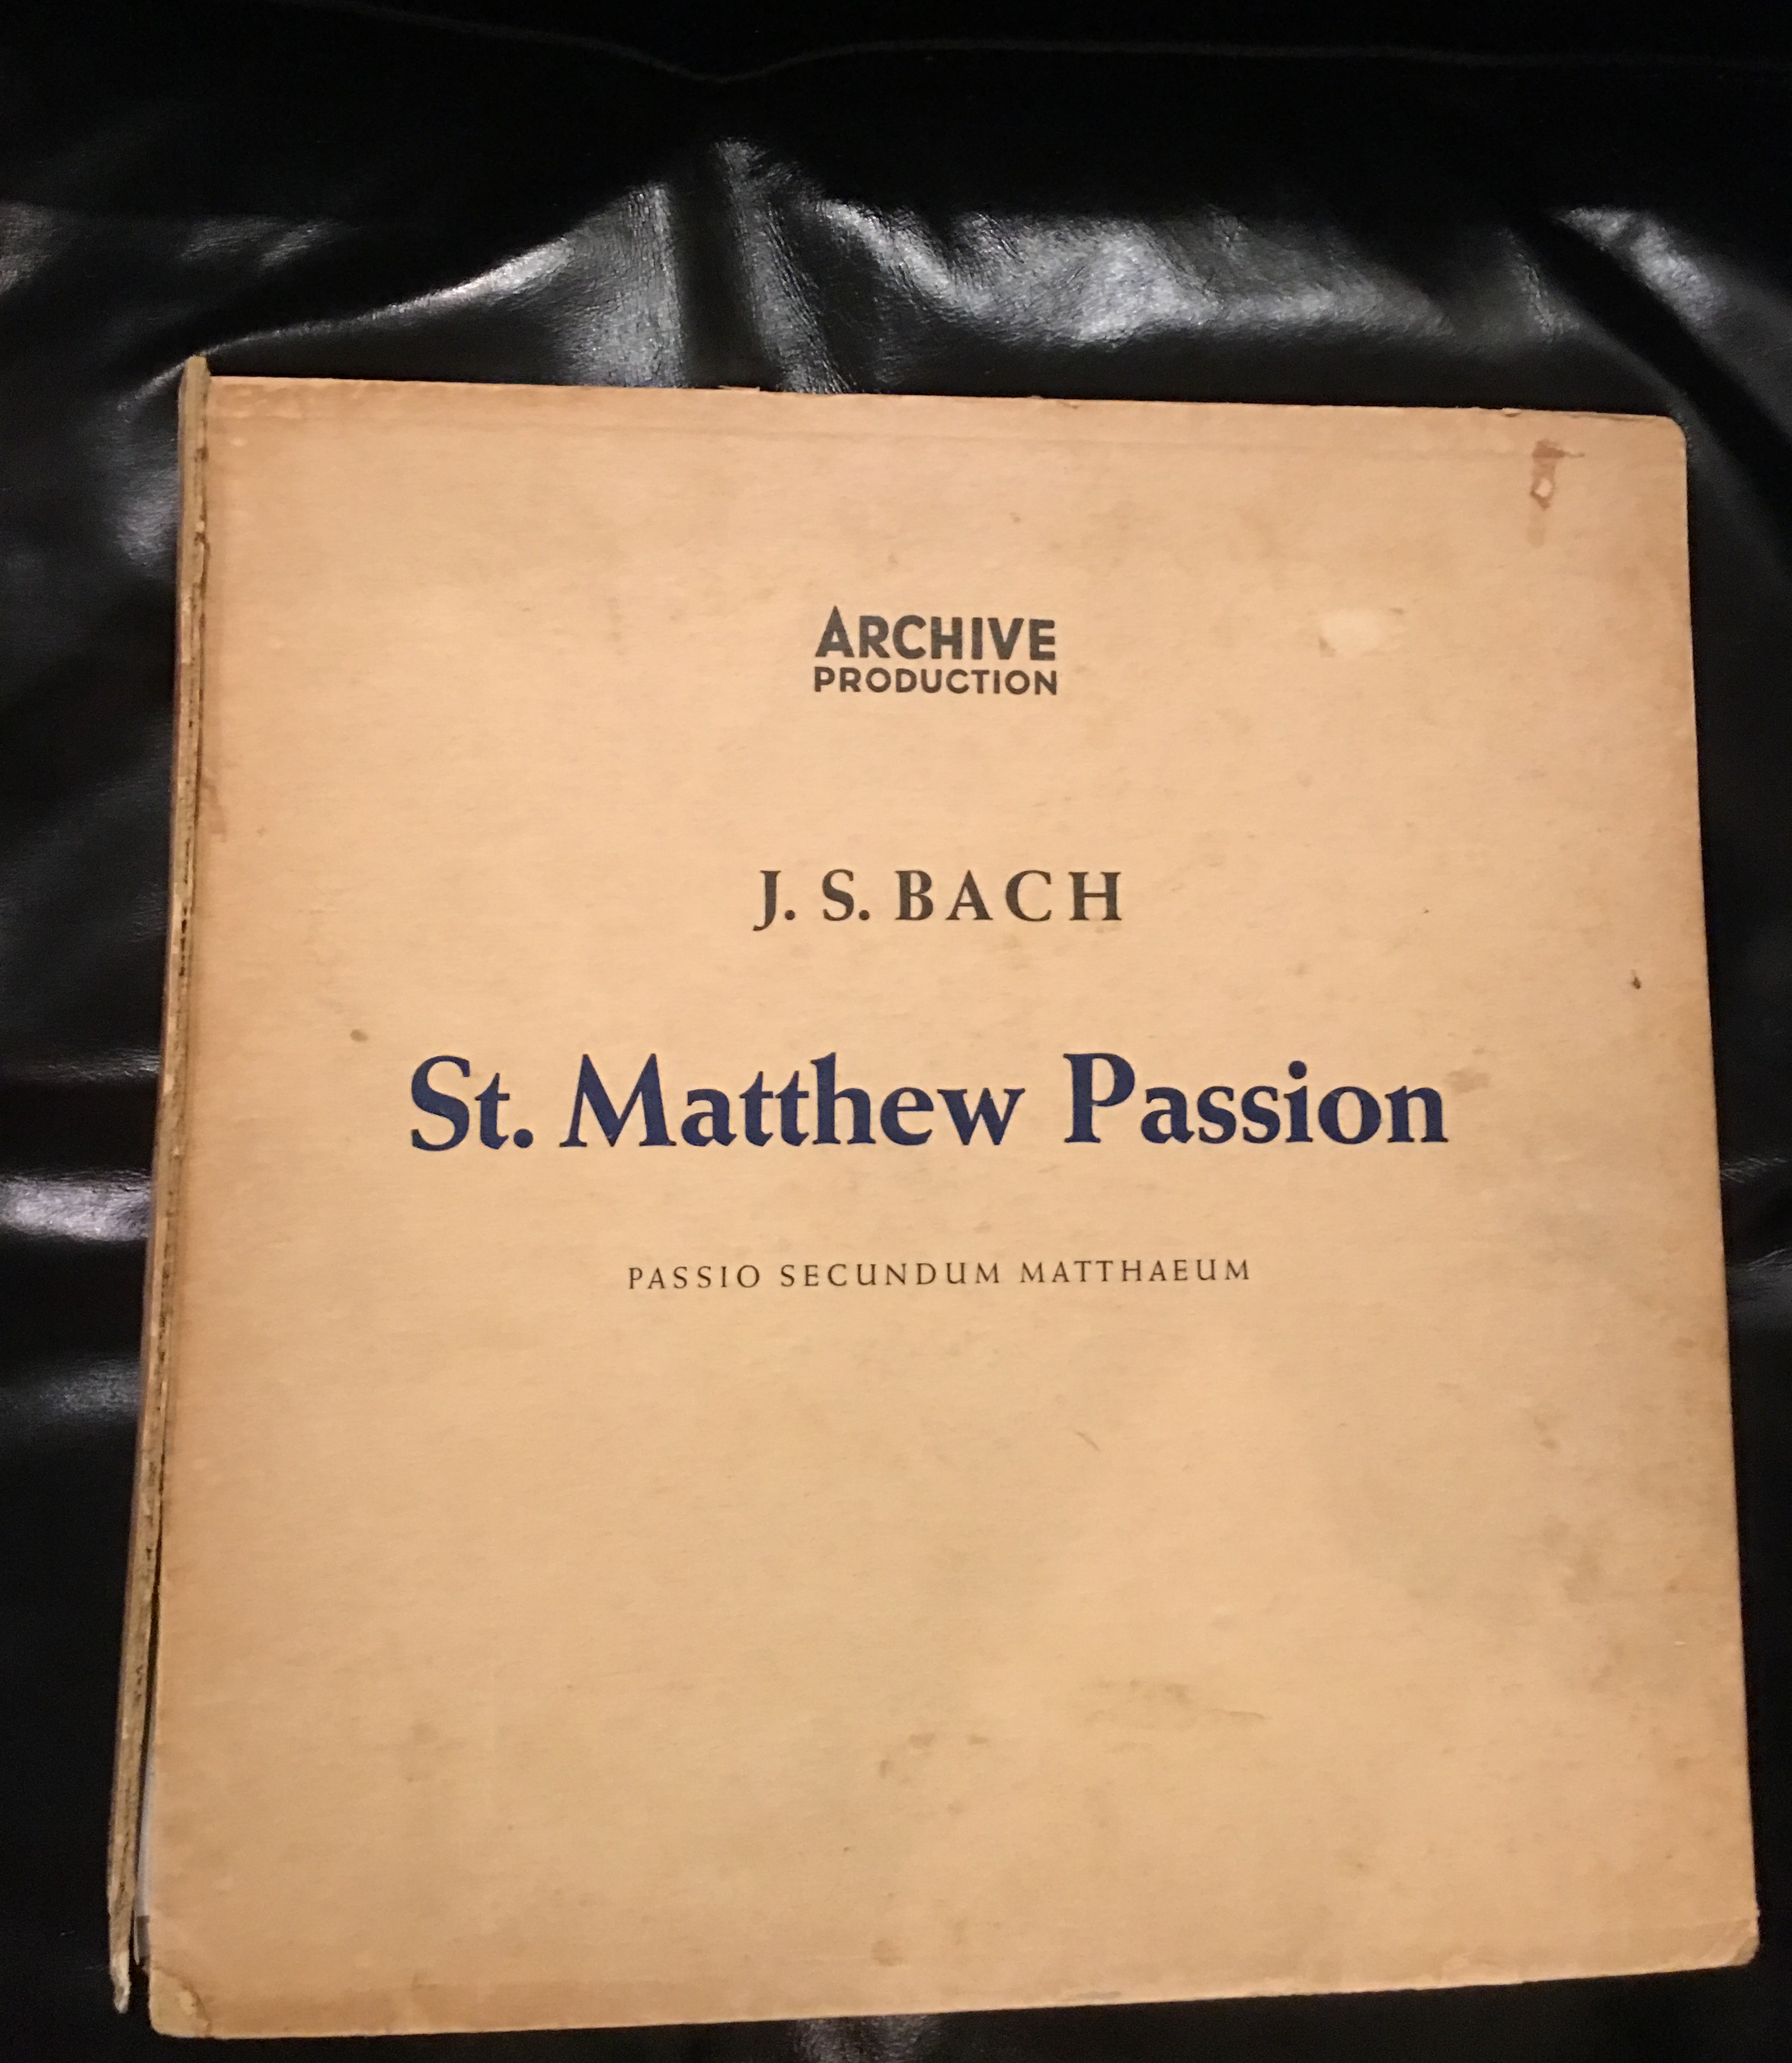 ARCHIVE
PRODUCTION
J. S. BACH
St. Matthew Passion
PASSIO SECUNDUM MATTHAEUM